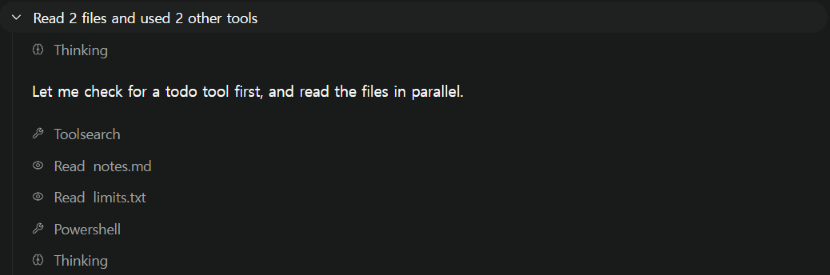 Read 2 files and used 2 other tools
Thinking
Let me check for a todo tool first, and read the files in parallel.
Toolsearch
Read notes.md
Read limits.txt
Powershell
Thinking